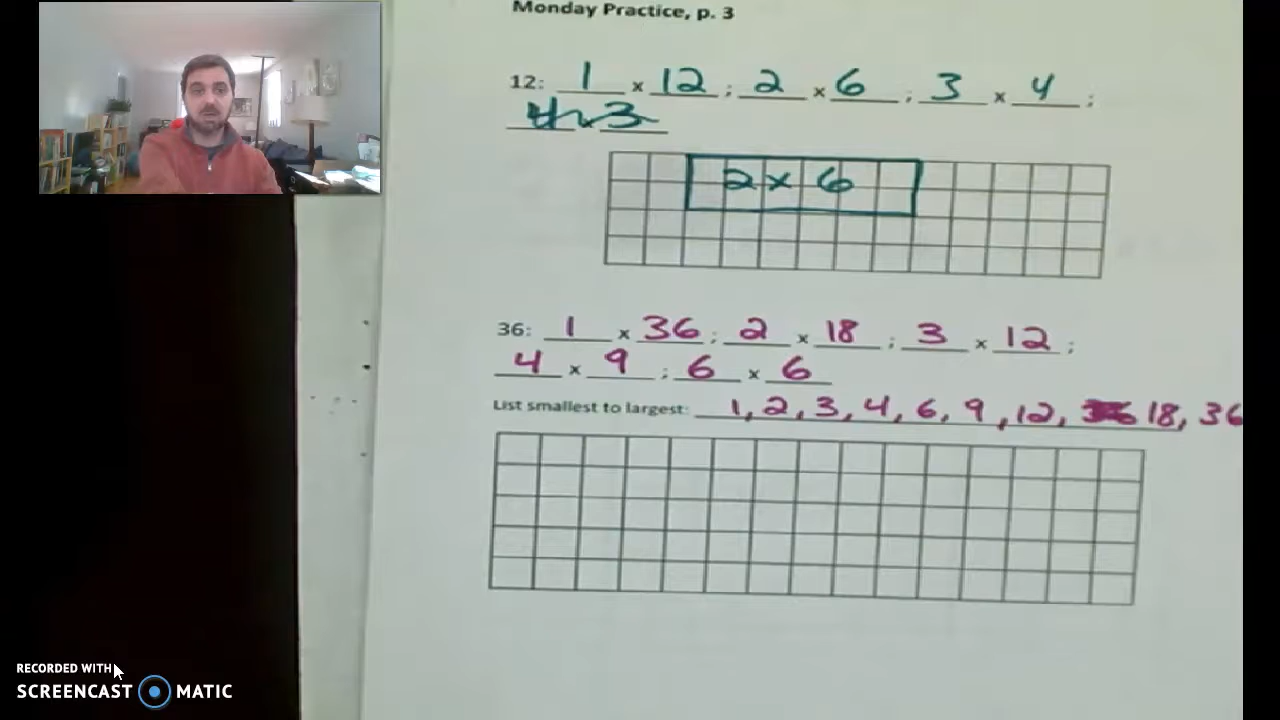 Monday Practice, p. 3
12: 1 x 12 ; 2 x 6 ; 3 x 4 ;
4 x 3
2 x 6
36: 1 x 36 ; 2 x 18 ; 3 x 12 ;
4 x 9 ; 6 x 6
List smallest to largest: 1, 2, 3, 4, 6, 9, 12, 18, 36
RECORDED WITH
SCREENCAST MATIC